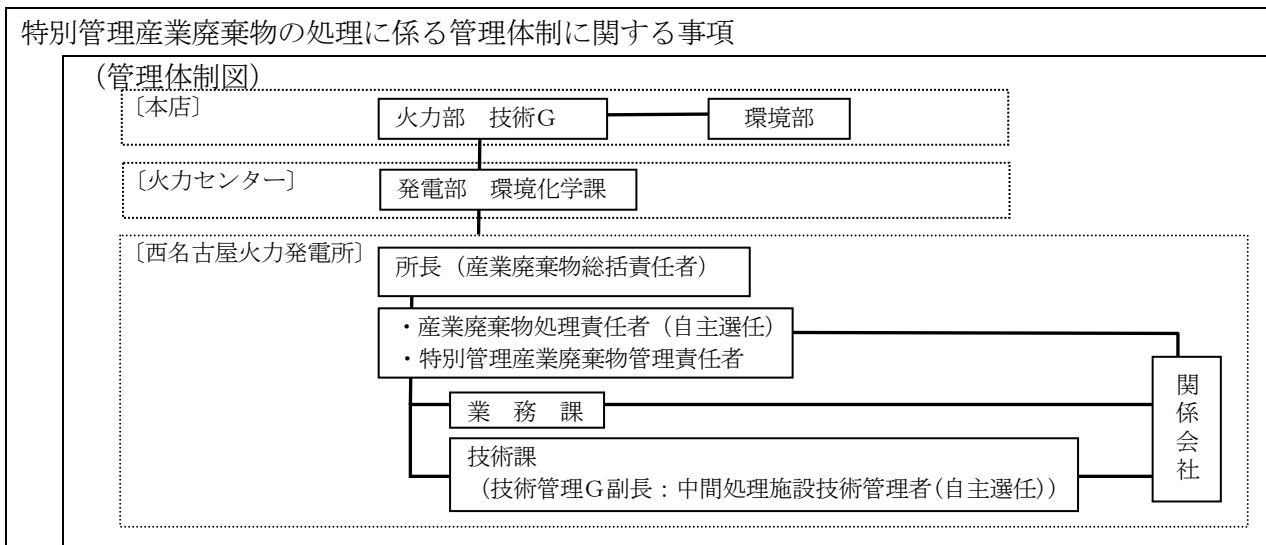 特別管理産業廃棄物の処理に係る管理体制に関する事項
（管理体制図）
〔本店〕
火力部　技術Ｇ
環境部
〔火力センター〕
発電部　環境化学課
〔西名古屋火力発電所〕
所長（産業廃棄物総括責任者）
・産業廃棄物処理責任者（自主選任）
・特別管理産業廃棄物管理責任者
業　務　課
技術課
（技術管理Ｇ副長：中間処理施設技術管理者（自主選任））
関係会社